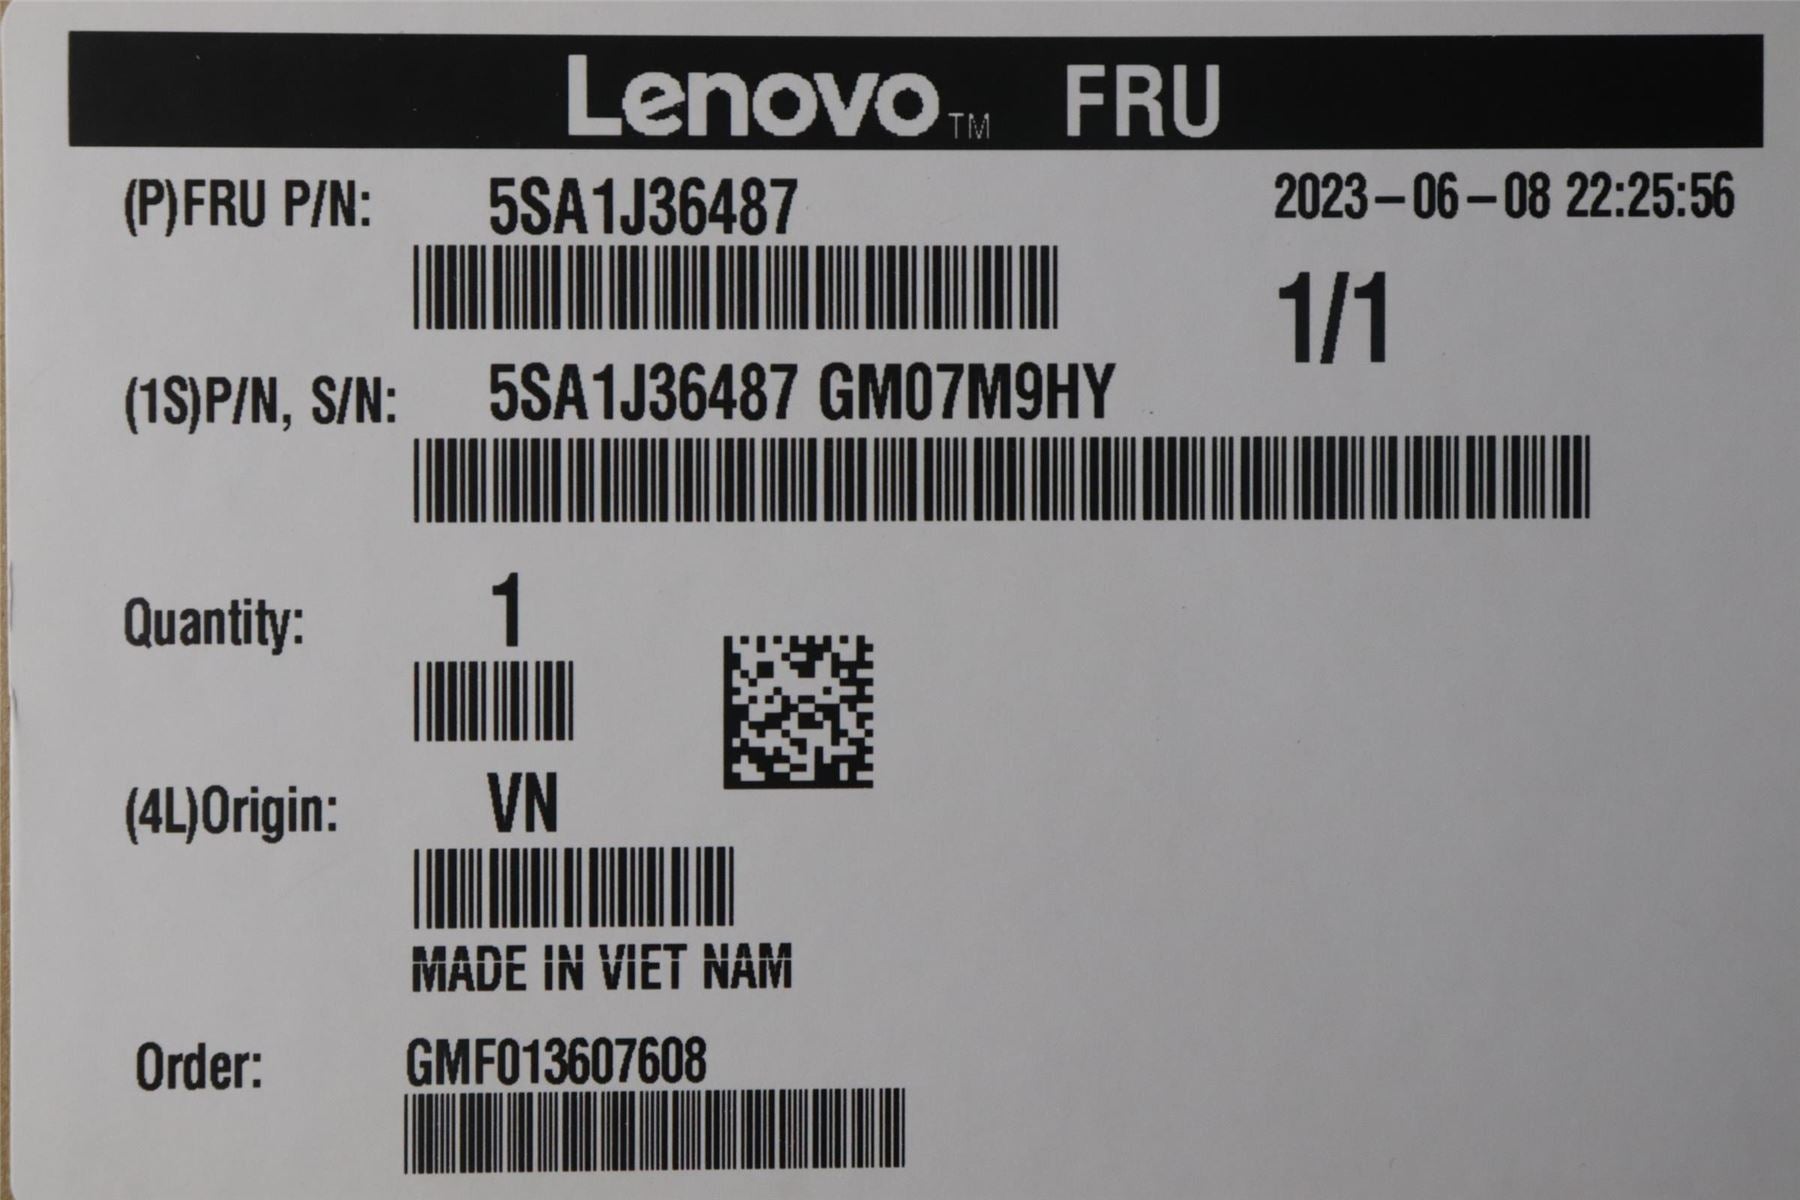 Lenovo™ FRU
(P)FRU P/N: 5SA1J36487 2023-06-08 22:25:56
1/1
(1S)P/N, S/N: 5SA1J36487 GM07M9HY
Quantity: 1
(4L)Origin: VN
MADE IN VIET NAM
Order: GMF013607608